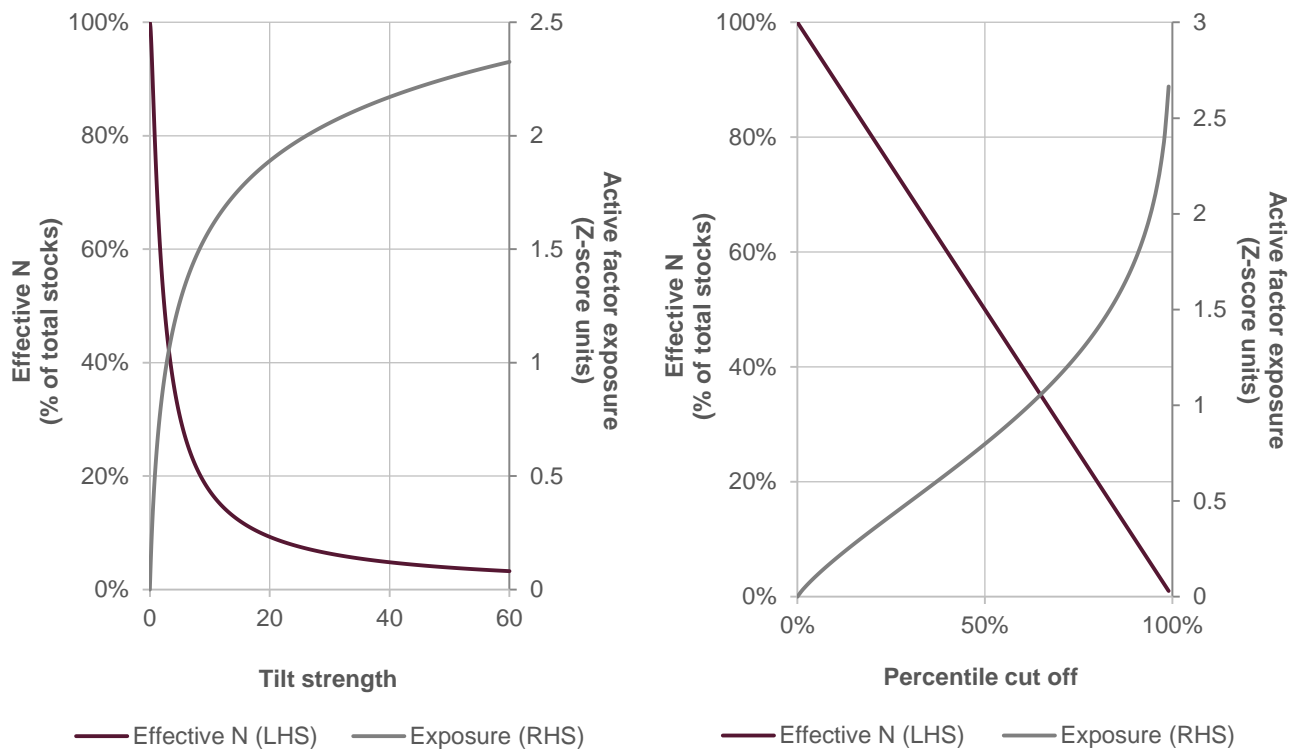 100%
80%
60%
40%
20%
0%
Effective N
(% of total stocks)
2.5
2
1.5
1
0.5
0
Active factor exposure
(Z-score units)
0
20
40
60
Tilt strength
Effective N (LHS)
Exposure (RHS)
100%
80%
60%
40%
20%
0%
Effective N
(% of total stocks)
3
2.5
2
1.5
1
0.5
0
Active factor exposure
(Z-score units)
0%
50%
100%
Percentile cut off
Effective N (LHS)
Exposure (RHS)